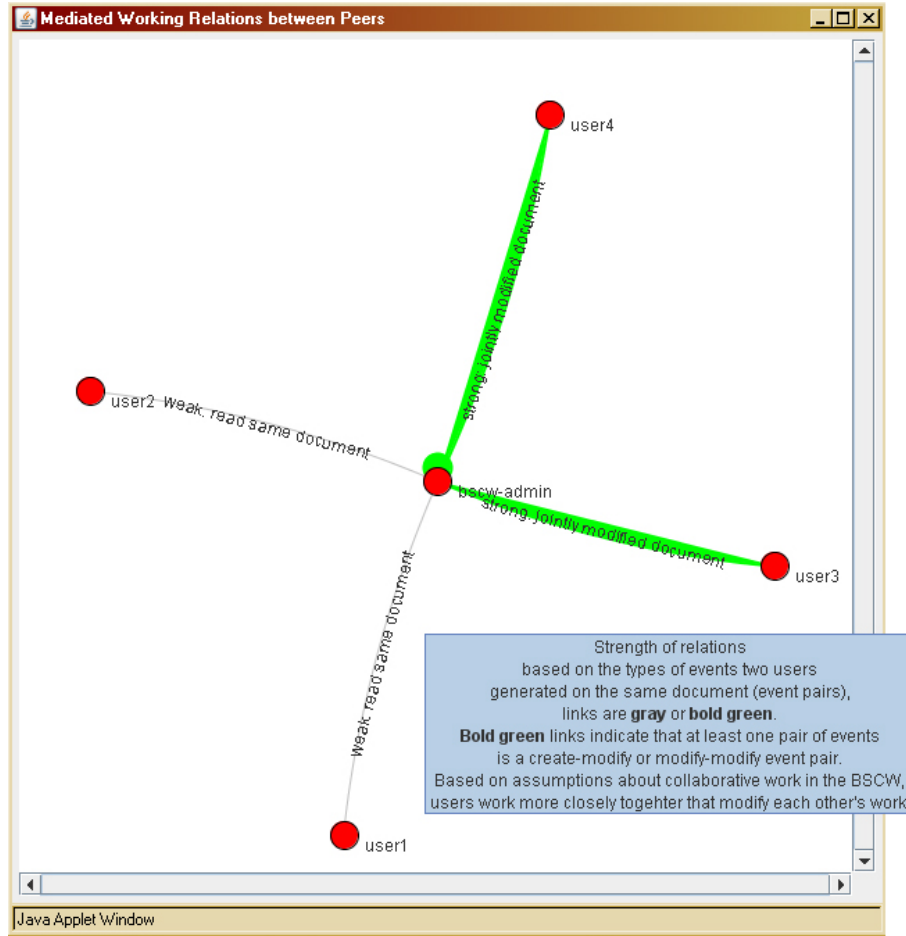 Mediated Working Relations between Peers
user4
strong: jointly modified document
user2
Weak: read same document
bscw-admin
strong: jointly modified document
user3
weak: read same document
user1
Strength of relations
based on the types of events two users
generated on the same document (event pairs),
links are gray or bold green.
Bold green links indicate that at least one pair of events
is a create-modify or modify-modify event pair.
Based on assumptions about collaborative work in the BSCW,
users work more closely togehter that modify each other's work
Java Applet Window